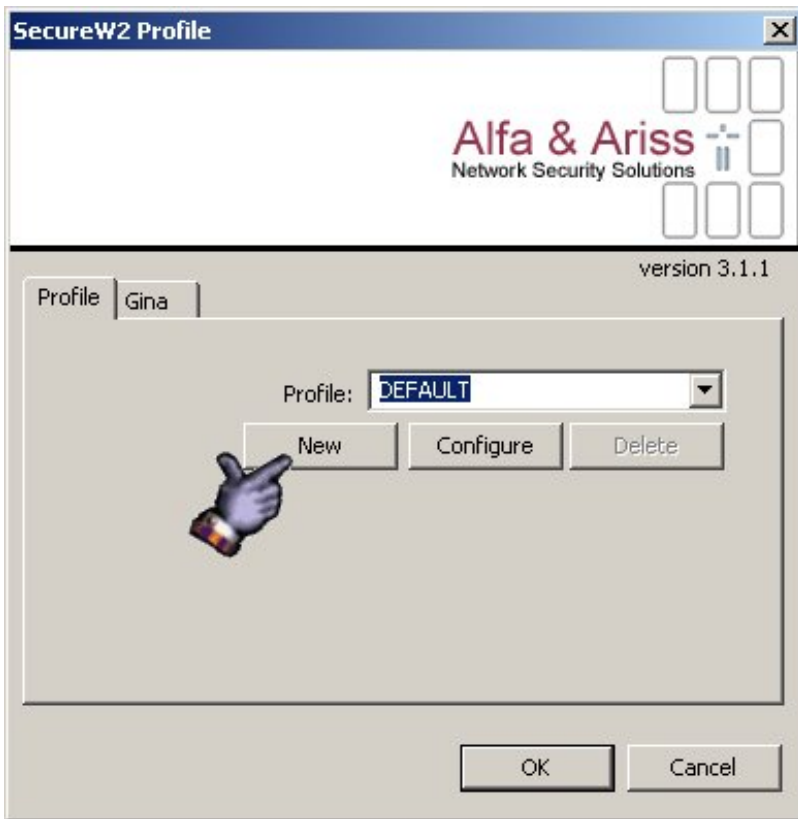 SecureW2 Profile
Alfa & Ariss
Network Security Solutions
version 3.1.1
Profile Gina
Profile: DEFAULT
New Configure Delete
OK Cancel